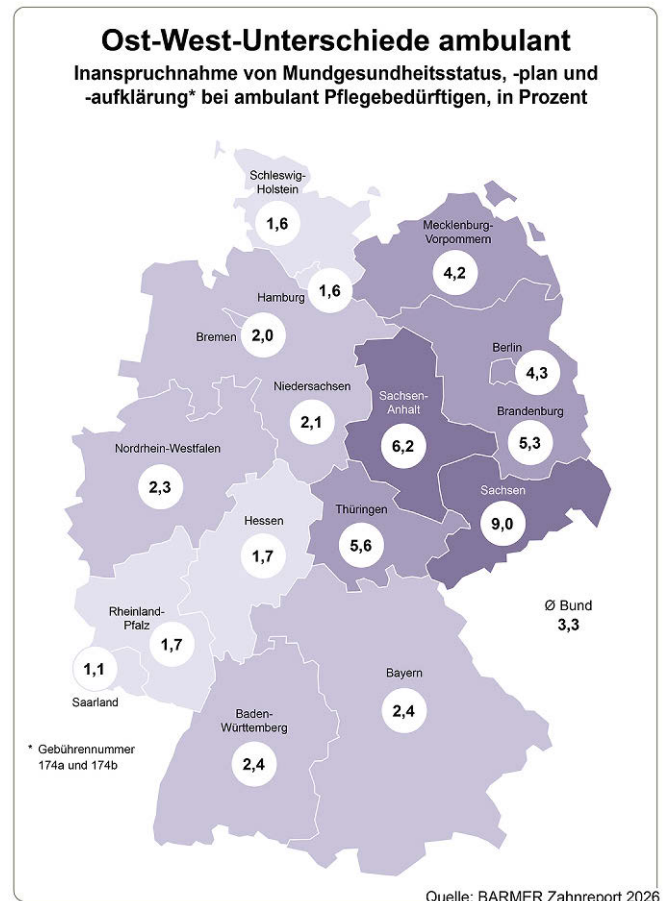 Ost-West-Unterschiede ambulant
Inanspruchnahme von Mundgesundheitsstatus, -plan und
-aufklärung* bei ambulant Pflegebedürftigen, in Prozent
Schleswig-
Holstein
1,6
Mecklenburg-
Vorpommern
4,2
Hamburg
1,6
Bremen
2,0
Berlin
4,3
Niedersachsen
2,1
Sachsen-
Anhalt
6,2
Brandenburg
5,3
Nordrhein-Westfalen
2,3
Sachsen
9,0
Hessen
1,7
Thüringen
5,6
Rheinland-
Pfalz
1,7
Ø Bund
3,3
1,1
Saarland
Bayern
2,4
Baden-
Württemberg
2,4
* Gebührennummer
174a und 174b
Quelle: BARMER Zahnreport 2026